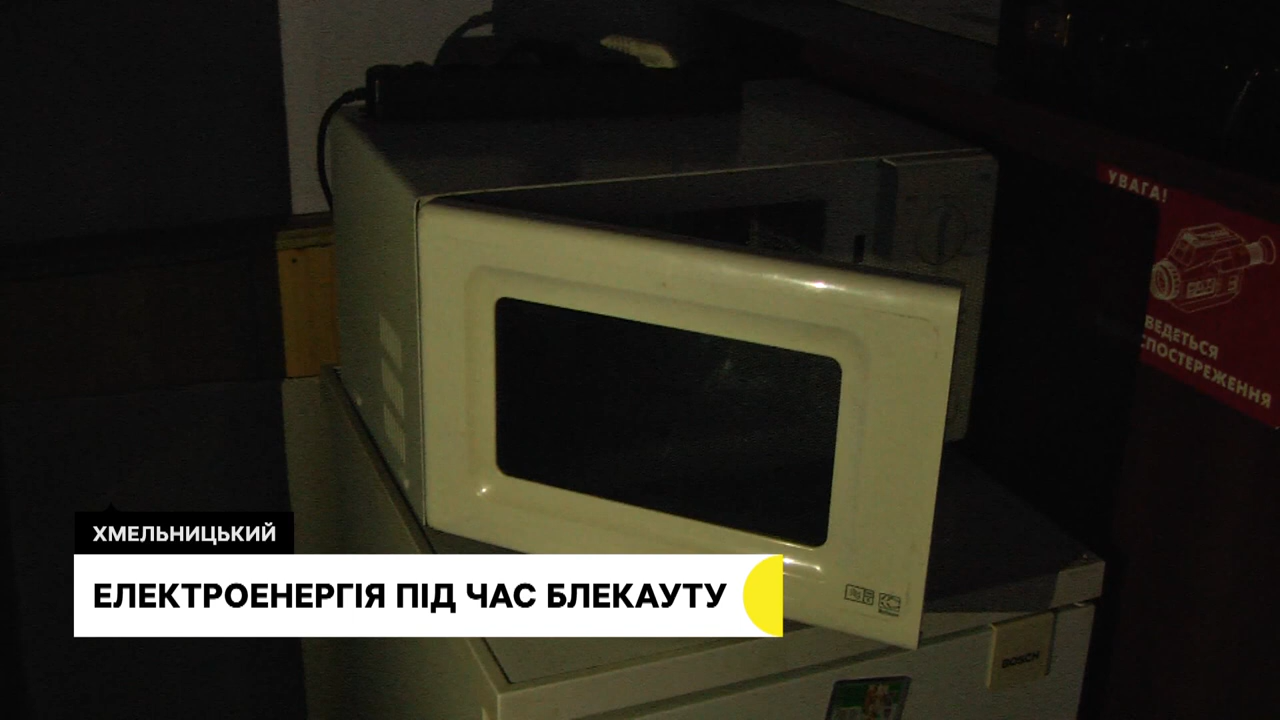 УВАГА!
ВЕДЕТЬСЯ
СПОСТЕРЕЖЕННЯ
ХМЕЛЬНИЦЬКИЙ
ЕЛЕКТРОЕНЕРГІЯ ПІД ЧАС БЛЕКАУТУ
BOSCH